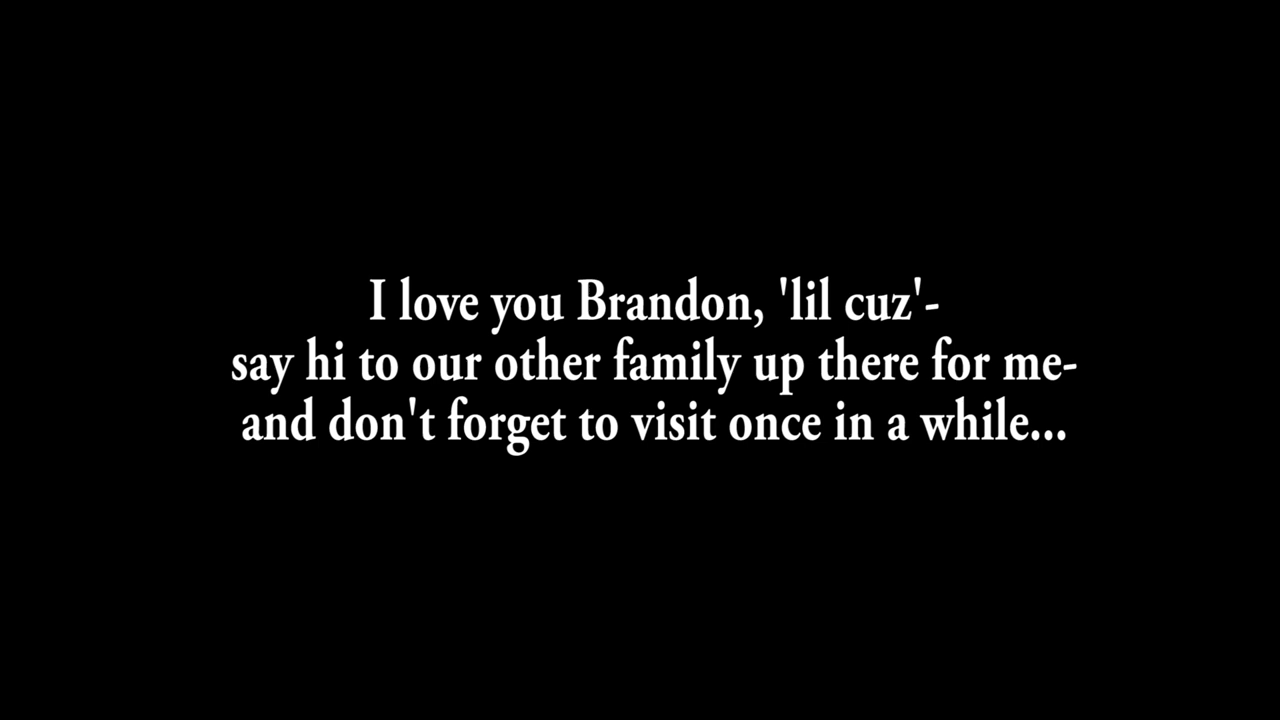 I love you Brandon, 'lil cuz'-
say hi to our other family up there for me-
and don't forget to visit once in a while...